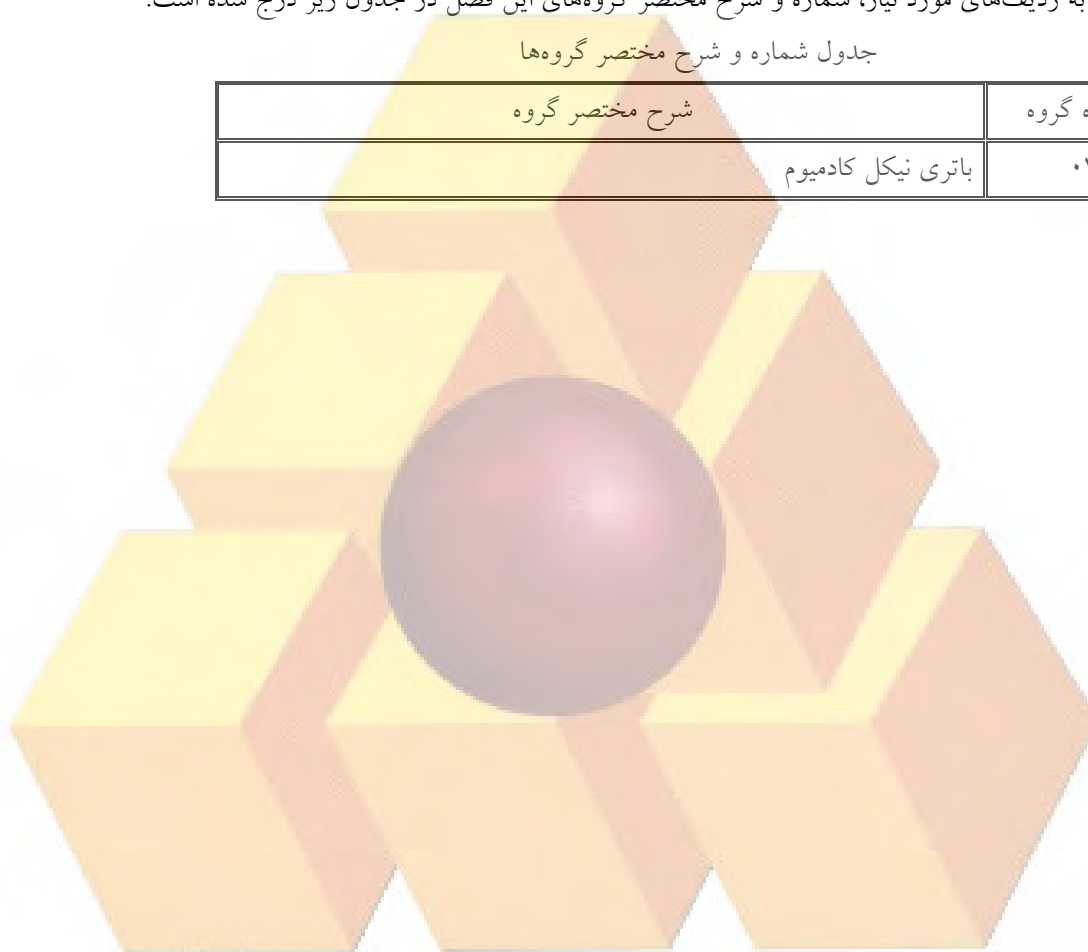 به ردیف‌های مورد نیاز، شماره و شرح مختصر گروه‌های این فصل در جدول زیر درج شده است.
جدول شماره و شرح مختصر گروه‌ها
گروه شرح مختصر گروه
باتری نیکل کادمیوم